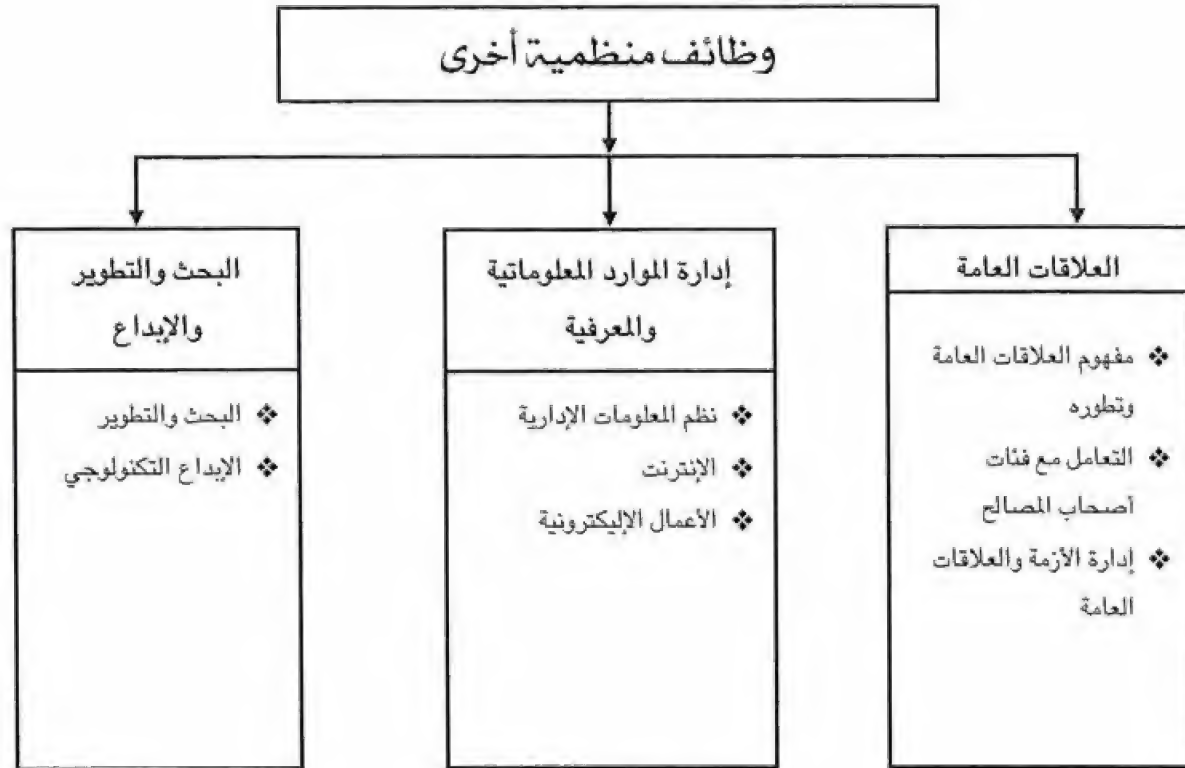 وظائف منظمية أخرى
العلاقات العامة
❖ مفهوم العلاقات العامة
وتطوره
❖ التعامل مع فئات
أصحاب المصالح
❖ إدارة الأزمة والعلاقات
العامة
إدارة الموارد المعلوماتية
والمعرفية
❖ نظم المعلومات الإدارية
❖ الإنترنت
❖ الأعمال الإليكترونية
البحث والتطوير
والإبداع
❖ البحث والتطوير
❖ الإبداع التكنولوجي